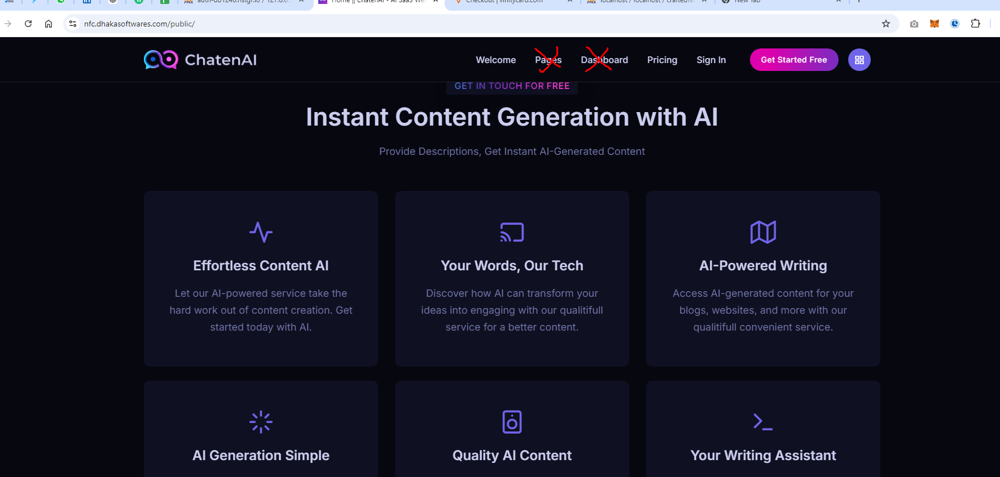 auth-db1240.hstgr.io / 127.0.0.1
Home || ChatenAI - AI SaaS We
Checkout | vinitycard.com
localhost / localhost / craftedfa
New Tab
nfc.dhakasoftwares.com/public/
ChatenAI
Welcome Pages Dashboard Pricing Sign In Get Started Free
GET IN TOUCH FOR FREE
Instant Content Generation with AI
Provide Descriptions, Get Instant AI-Generated Content
Effortless Content AI
Let our AI-powered service take the
hard work out of content creation. Get
started today with AI.
Your Words, Our Tech
Discover how AI can transform your
ideas into engaging with our qualitifull
service for a better content.
AI-Powered Writing
Access AI-generated content for your
blogs, websites, and more with our
qualitifull convenient service.
AI Generation Simple
Quality AI Content
Your Writing Assistant